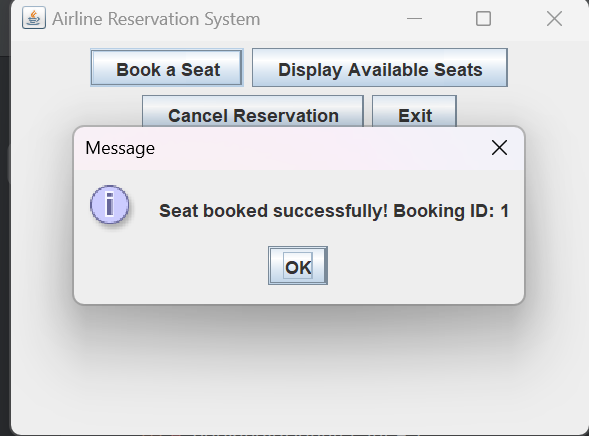 Airline Reservation System
Book a Seat Display Available Seats
Cancel Reservation Exit
Message
i
Seat booked successfully! Booking ID: 1
OK